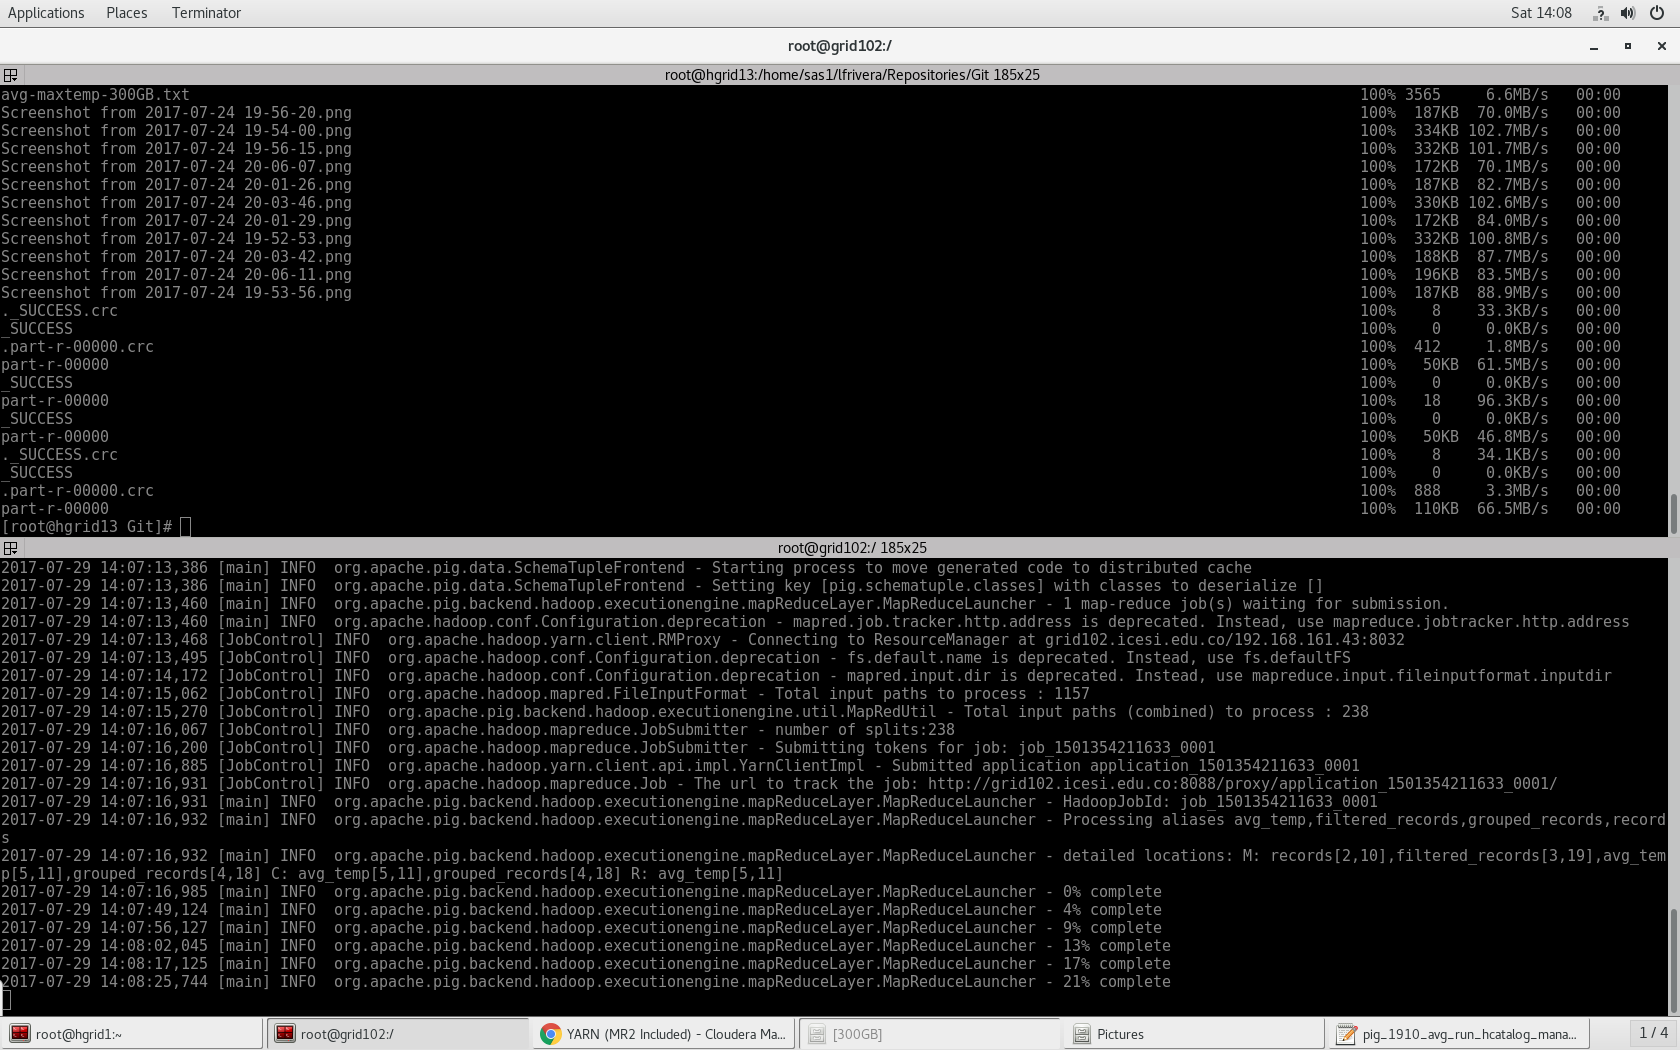 Applications Places Terminator Sat 14:08
root@grid102:/
root@hgrid13:/home/sas1/lfrivera/Repositories/Git 185x25
avg-maxtemp-300GB.txt 100% 3565 6.6MB/s 00:00
Screenshot from 2017-07-24 19-56-20.png 100% 187KB 70.0MB/s 00:00
Screenshot from 2017-07-24 19-54-00.png 100% 334KB 102.7MB/s 00:00
Screenshot from 2017-07-24 19-56-15.png 100% 332KB 101.7MB/s 00:00
Screenshot from 2017-07-24 20-06-07.png 100% 172KB 70.1MB/s 00:00
Screenshot from 2017-07-24 20-01-26.png 100% 187KB 82.7MB/s 00:00
Screenshot from 2017-07-24 20-03-46.png 100% 330KB 102.6MB/s 00:00
Screenshot from 2017-07-24 20-01-29.png 100% 172KB 84.0MB/s 00:00
Screenshot from 2017-07-24 19-52-53.png 100% 332KB 100.8MB/s 00:00
Screenshot from 2017-07-24 20-03-42.png 100% 188KB 87.7MB/s 00:00
Screenshot from 2017-07-24 20-06-11.png 100% 196KB 83.5MB/s 00:00
Screenshot from 2017-07-24 19-53-56.png 100% 187KB 88.9MB/s 00:00
._SUCCESS.crc 100% 8 33.3KB/s 00:00
_SUCCESS 100% 0 0.0KB/s 00:00
.part-r-00000.crc 100% 412 1.8MB/s 00:00
part-r-00000 100% 50KB 61.5MB/s 00:00
_SUCCESS 100% 0 0.0KB/s 00:00
part-r-00000 100% 18 96.3KB/s 00:00
_SUCCESS 100% 0 0.0KB/s 00:00
part-r-00000 100% 50KB 46.8MB/s 00:00
._SUCCESS.crc 100% 8 34.1KB/s 00:00
_SUCCESS 100% 0 0.0KB/s 00:00
.part-r-00000.crc 100% 888 3.3MB/s 00:00
part-r-00000 100% 110KB 66.5MB/s 00:00
[root@hgrid13 Git]#
root@grid102:/ 185x25
2017-07-29 14:07:13,386 [main] INFO org.apache.pig.data.SchemaTupleFrontend - Starting process to move generated code to distributed cache
2017-07-29 14:07:13,386 [main] INFO org.apache.pig.data.SchemaTupleFrontend - Setting key [pig.schematuple.classes] with classes to deserialize []
2017-07-29 14:07:13,460 [main] INFO org.apache.pig.backend.hadoop.executionengine.mapReduceLayer.MapReduceLauncher - 1 map-reduce job(s) waiting for submission.
2017-07-29 14:07:13,460 [main] INFO org.apache.hadoop.conf.Configuration.deprecation - mapred.job.tracker.http.address is deprecated. Instead, use mapreduce.jobtracker.http.address
2017-07-29 14:07:13,468 [JobControl] INFO org.apache.hadoop.yarn.client.RMProxy - Connecting to ResourceManager at grid102.icesi.edu.co/192.168.161.43:8032
2017-07-29 14:07:13,495 [JobControl] INFO org.apache.hadoop.conf.Configuration.deprecation - fs.default.name is deprecated. Instead, use fs.defaultFS
2017-07-29 14:07:14,172 [JobControl] INFO org.apache.hadoop.conf.Configuration.deprecation - mapred.input.dir is deprecated. Instead, use mapreduce.input.fileinputformat.inputdir
2017-07-29 14:07:15,062 [JobControl] INFO org.apache.hadoop.mapred.FileInputFormat - Total input paths to process : 1157
2017-07-29 14:07:15,270 [JobControl] INFO org.apache.pig.backend.hadoop.executionengine.util.MapRedUtil - Total input paths (combined) to process : 238
2017-07-29 14:07:16,067 [JobControl] INFO org.apache.hadoop.mapreduce.JobSubmitter - number of splits:238
2017-07-29 14:07:16,200 [JobControl] INFO org.apache.hadoop.mapreduce.JobSubmitter - Submitting tokens for job: job_1501354211633_0001
2017-07-29 14:07:16,885 [JobControl] INFO org.apache.hadoop.yarn.client.api.impl.YarnClientImpl - Submitted application application_1501354211633_0001
2017-07-29 14:07:16,931 [JobControl] INFO org.apache.hadoop.mapreduce.Job - The url to track the job: http://grid102.icesi.edu.co:8088/proxy/application_1501354211633_0001/
2017-07-29 14:07:16,931 [main] INFO org.apache.pig.backend.hadoop.executionengine.mapReduceLayer.MapReduceLauncher - HadoopJobId: job_1501354211633_0001
2017-07-29 14:07:16,932 [main] INFO org.apache.pig.backend.hadoop.executionengine.mapReduceLayer.MapReduceLauncher - Processing aliases avg_temp,filtered_records,grouped_records,record
s
2017-07-29 14:07:16,932 [main] INFO org.apache.pig.backend.hadoop.executionengine.mapReduceLayer.MapReduceLauncher - detailed locations: M: records[2,10],filtered_records[3,19],avg_tem
p[5,11],grouped_records[4,18] C: avg_temp[5,11],grouped_records[4,18] R: avg_temp[5,11]
2017-07-29 14:07:16,985 [main] INFO org.apache.pig.backend.hadoop.executionengine.mapReduceLayer.MapReduceLauncher - 0% complete
2017-07-29 14:07:49,124 [main] INFO org.apache.pig.backend.hadoop.executionengine.mapReduceLayer.MapReduceLauncher - 4% complete
2017-07-29 14:07:56,127 [main] INFO org.apache.pig.backend.hadoop.executionengine.mapReduceLayer.MapReduceLauncher - 9% complete
2017-07-29 14:08:02,045 [main] INFO org.apache.pig.backend.hadoop.executionengine.mapReduceLayer.MapReduceLauncher - 13% complete
2017-07-29 14:08:17,125 [main] INFO org.apache.pig.backend.hadoop.executionengine.mapReduceLayer.MapReduceLauncher - 17% complete
2017-07-29 14:08:25,744 [main] INFO org.apache.pig.backend.hadoop.executionengine.mapReduceLayer.MapReduceLauncher - 21% complete
root@hgrid1:~ root@grid102:/ YARN (MR2 Included) - Cloudera Ma... [300GB] Pictures pig_1910_avg_run_hcatalog_mana... 1 / 4